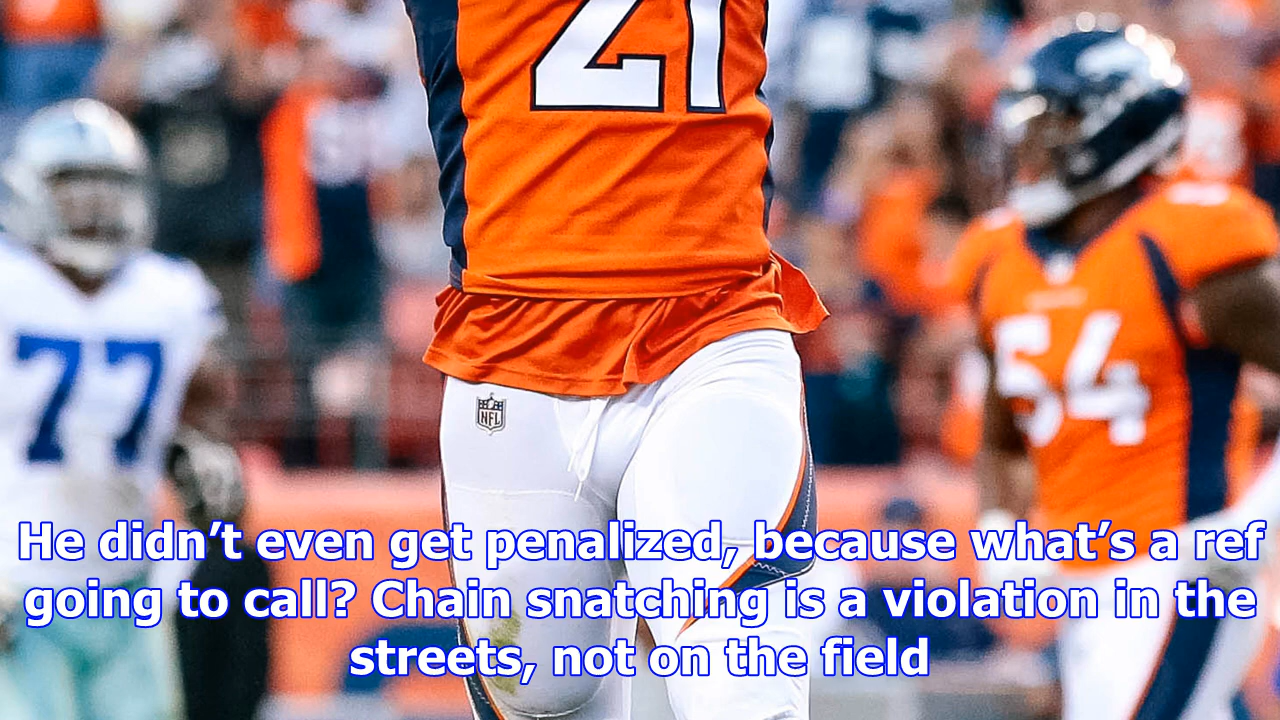 21
77
54
NFL
He didn’t even get penalized, because what’s a ref
going to call? Chain snatching is a violation in the
streets, not on the field